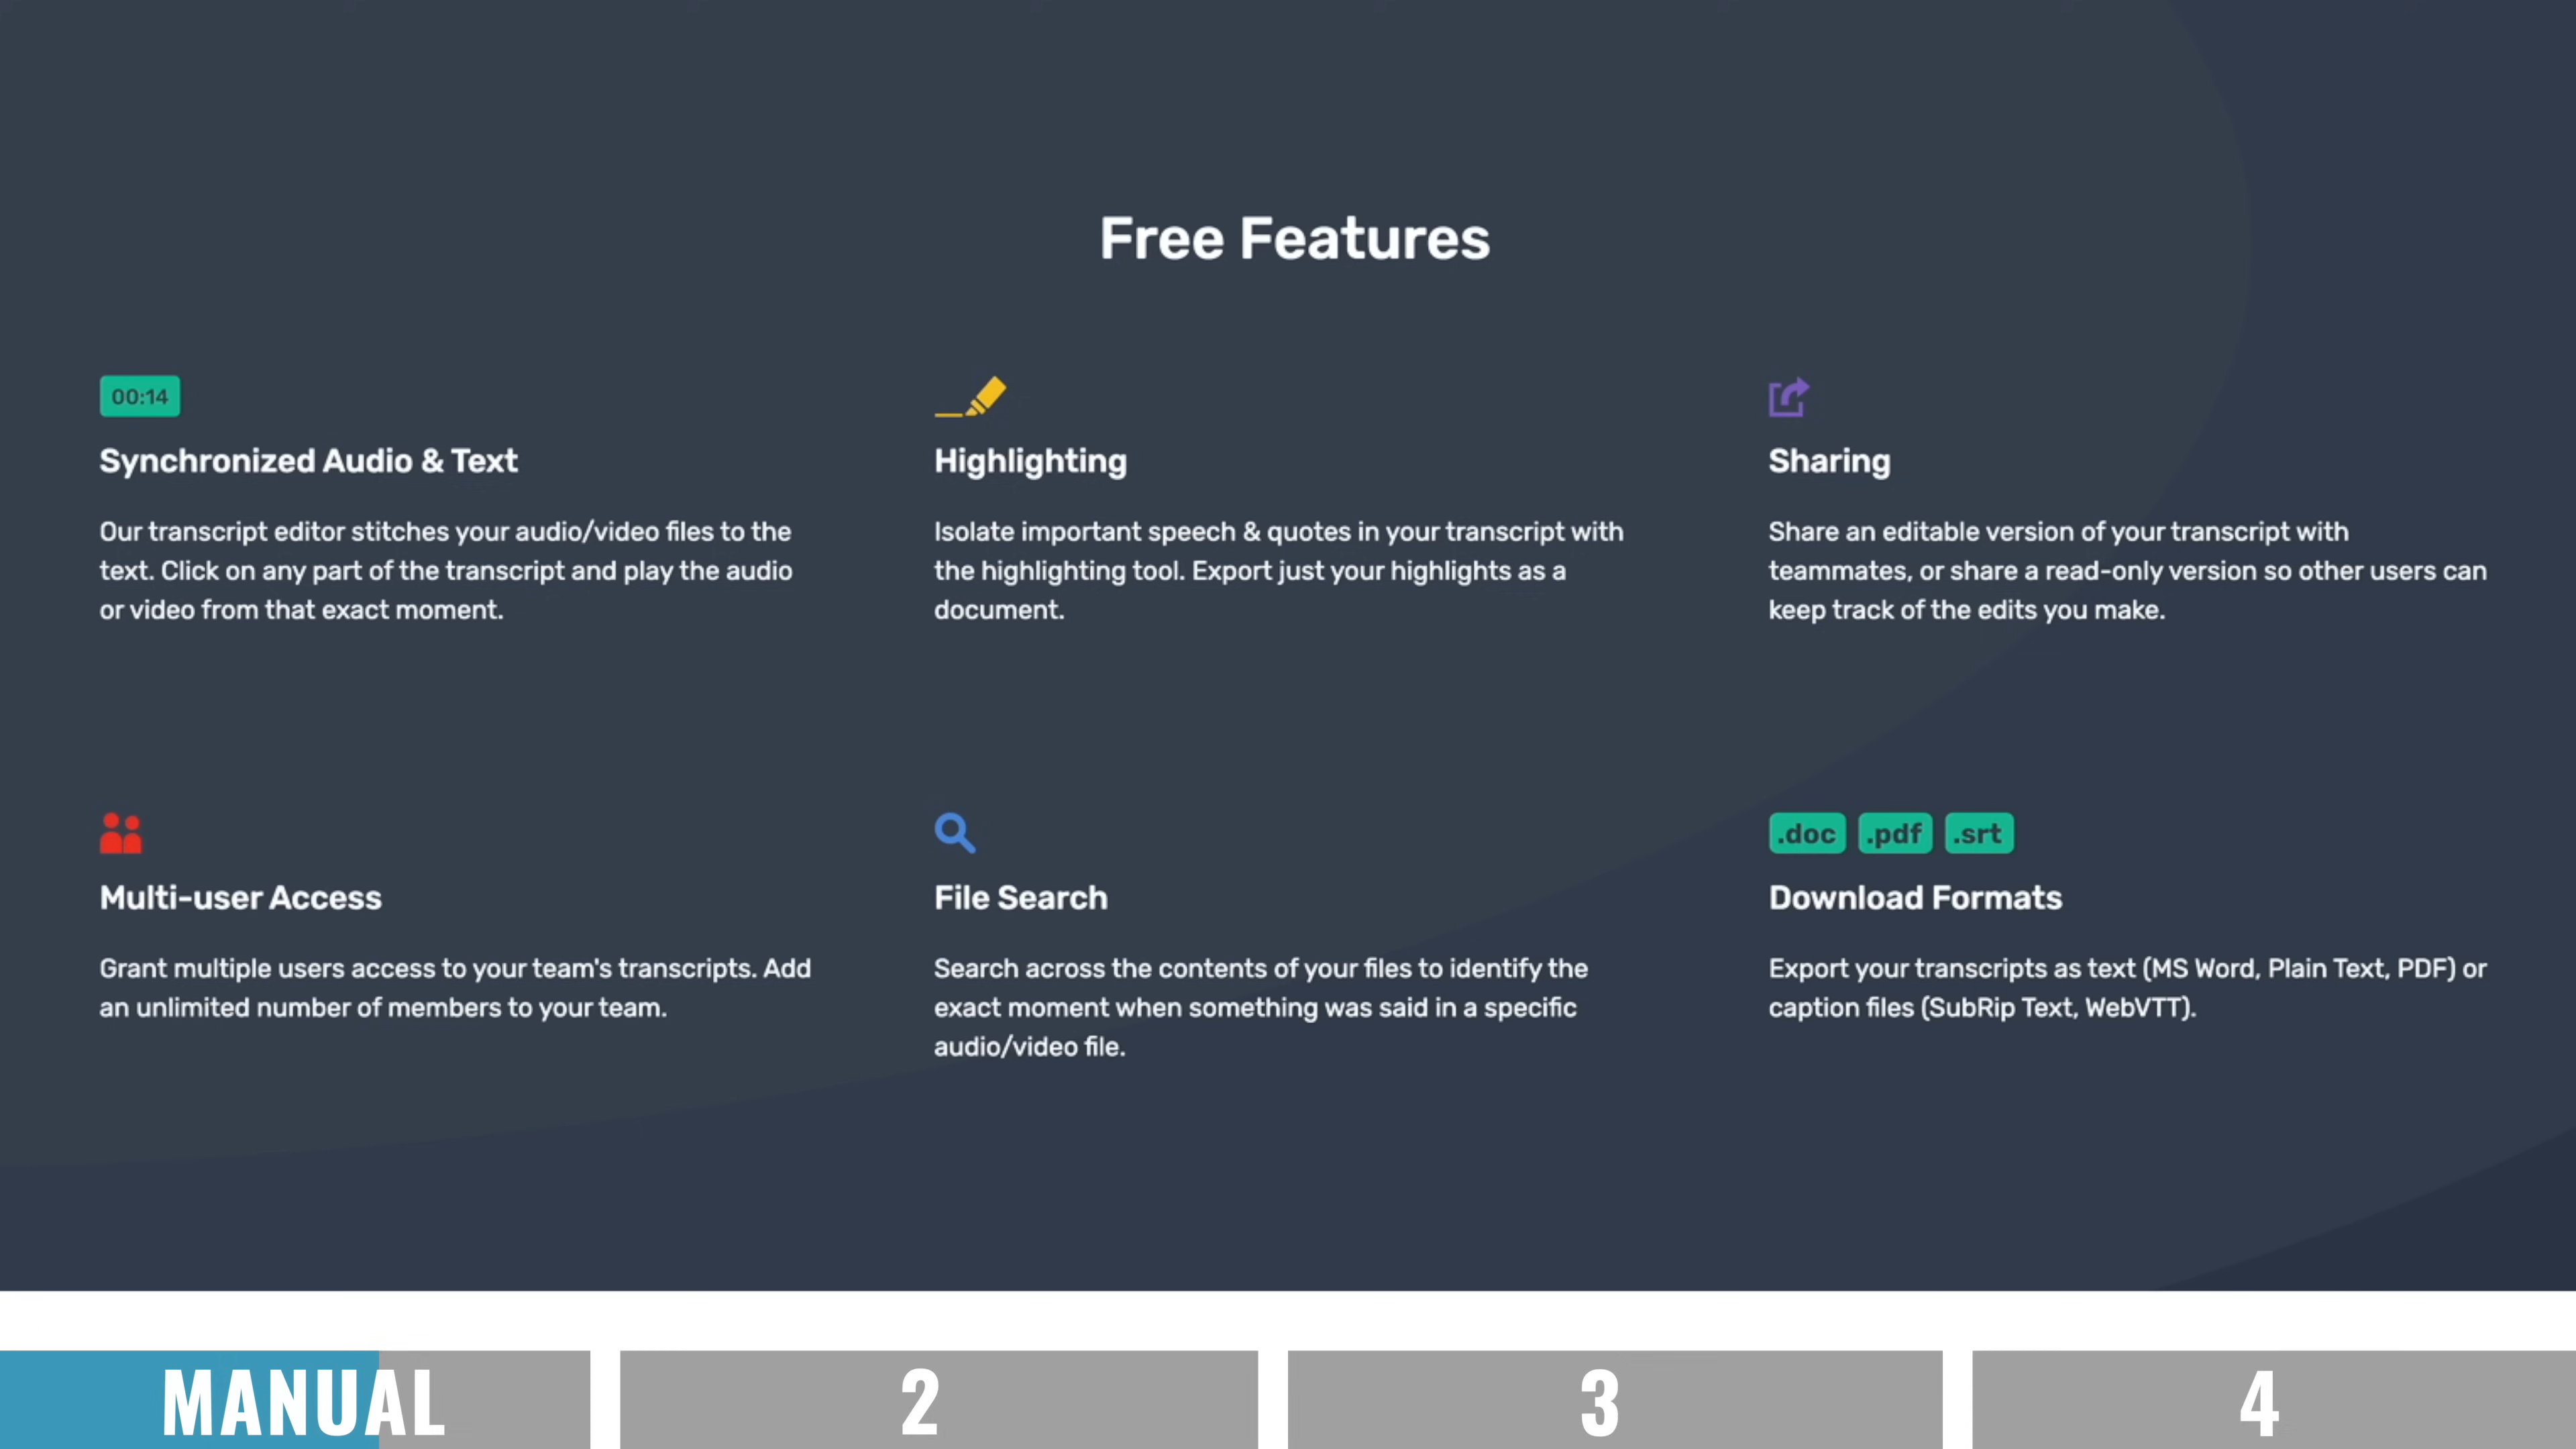 Free Features
00:14
Synchronized Audio & Text
Our transcript editor stitches your audio/video files to the
text. Click on any part of the transcript and play the audio
or video from that exact moment.
Highlighting
Isolate important speech & quotes in your transcript with
the highlighting tool. Export just your highlights as a
document.
Sharing
Share an editable version of your transcript with
teammates, or share a read-only version so other users can
keep track of the edits you make.
Multi-user Access
Grant multiple users access to your team's transcripts. Add
an unlimited number of members to your team.
File Search
Search across the contents of your files to identify the
exact moment when something was said in a specific
audio/video file.
.doc .pdf .srt
Download Formats
Export your transcripts as text (MS Word, Plain Text, PDF) or
caption files (SubRip Text, WebVTT).
MANUAL 2 3 4